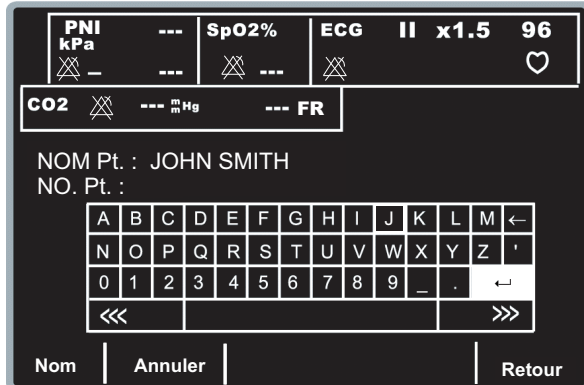 PNI --- SpO2% ECG II x1.5 96
kPa
– --- ---
CO2 --- mmHg --- FR
NOM Pt. : JOHN SMITH
NO. Pt. :
A B C D E F G H I J K L M ←
N O P Q R S T U V W X Y Z '
0 1 2 3 4 5 6 7 8 9 _ . ↵
<<< >>>
Nom Annuler Retour